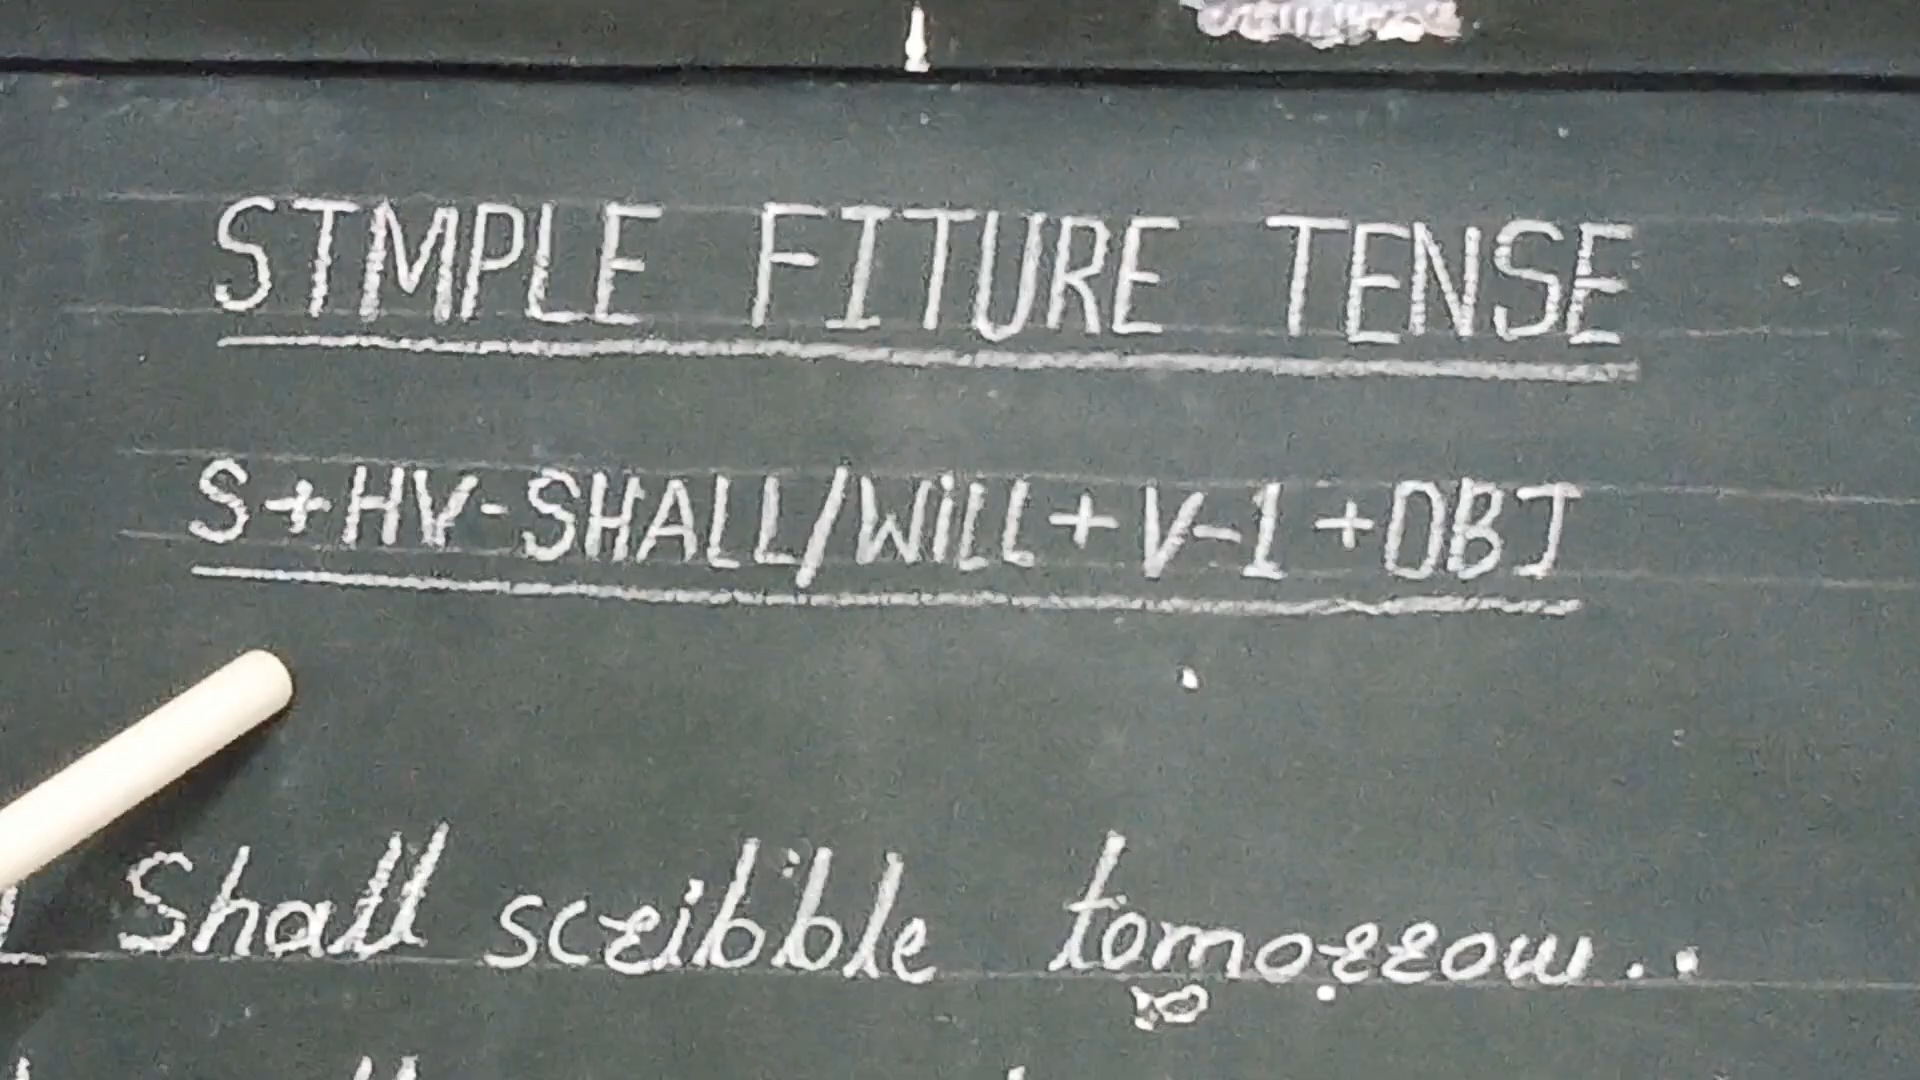 STMPLE FITURE TENSE
S+HV-SHALL/WiLL+V-1+OBJ
I Shall scribble tomorrow..